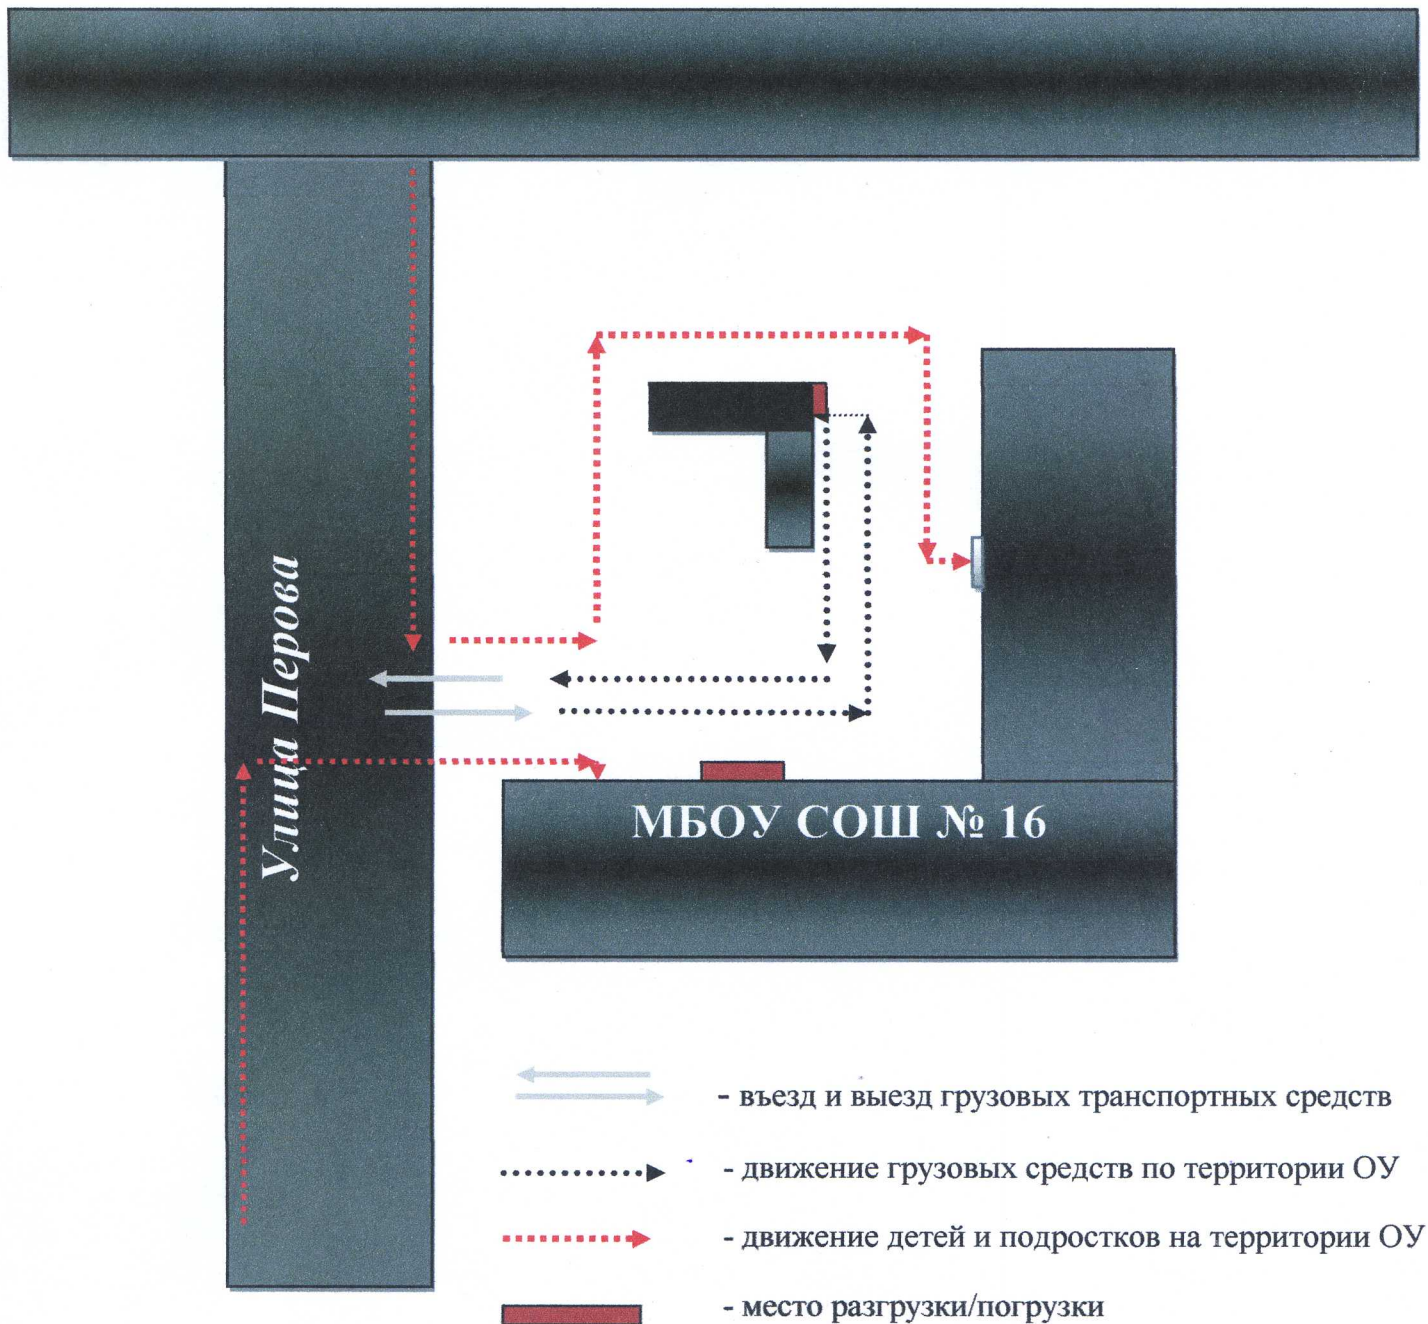 Улица Перова
МБОУ СОШ № 16
- въезд и выезд грузовых транспортных средств
- движение грузовых средств по территории ОУ
- движение детей и подростков на территории ОУ
- место разгрузки/погрузки